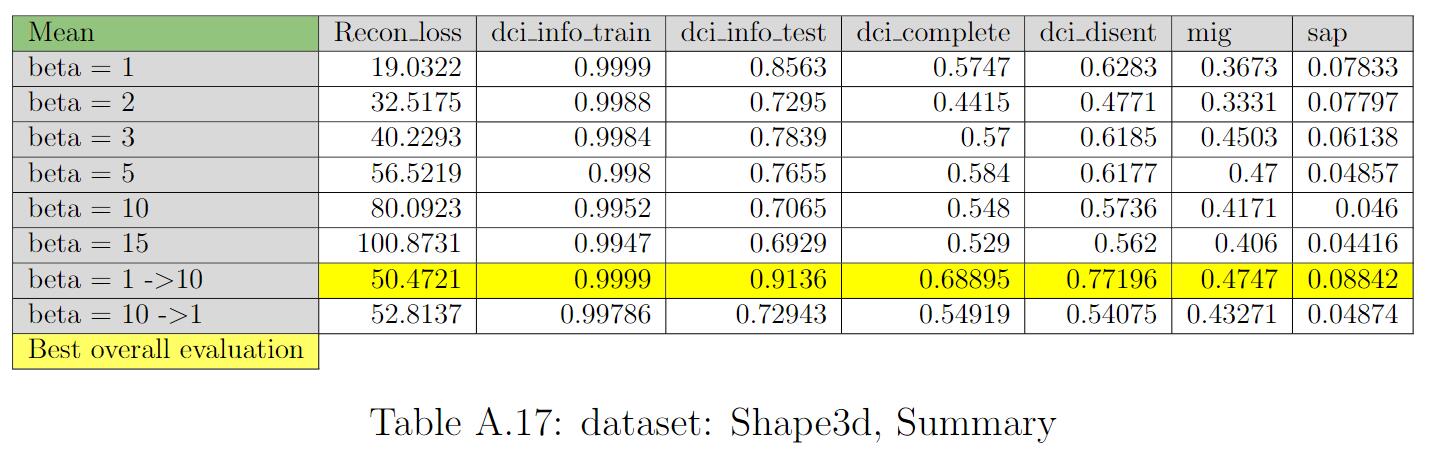 Mean Recon_loss dci_info_train dci_info_test dci_complete dci_disent mig sap
beta = 1 19.0322 0.9999 0.8563 0.5747 0.6283 0.3673 0.07833
beta = 2 32.5175 0.9988 0.7295 0.4415 0.4771 0.3331 0.07797
beta = 3 40.2293 0.9984 0.7839 0.57 0.6185 0.4503 0.06138
beta = 5 56.5219 0.998 0.7655 0.584 0.6177 0.47 0.04857
beta = 10 80.0923 0.9952 0.7065 0.548 0.5736 0.4171 0.046
beta = 15 100.8731 0.9947 0.6929 0.529 0.562 0.406 0.04416
beta = 1 ->10 50.4721 0.9999 0.9136 0.68895 0.77196 0.4747 0.08842
beta = 10 ->1 52.8137 0.99786 0.72943 0.54919 0.54075 0.43271 0.04874
Best overall evaluation
Table A.17: dataset: Shape3d, Summary